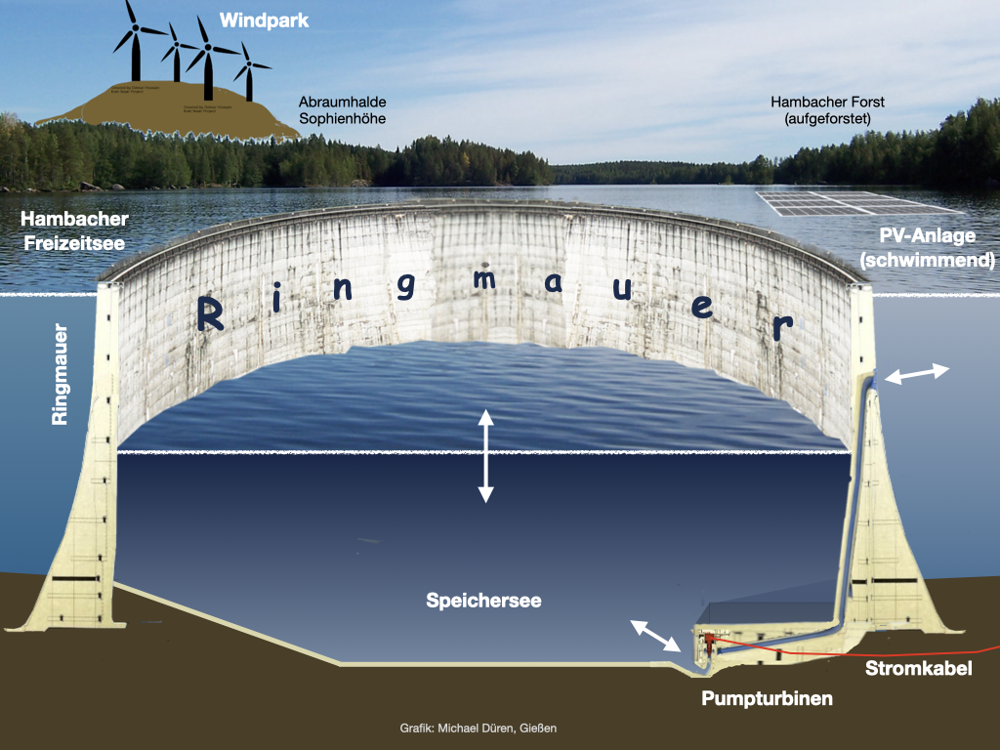 Windpark
Abraumhalde
Sophienhöhe
Hambacher Forst
(aufgeforstet)
Hambacher
Freizeitsee
PV-Anlage
(schwimmend)
Ringmauer
Ringmauer
Speichersee
Stromkabel
Pumpturbinen
Grafik: Michael Düren, Gießen